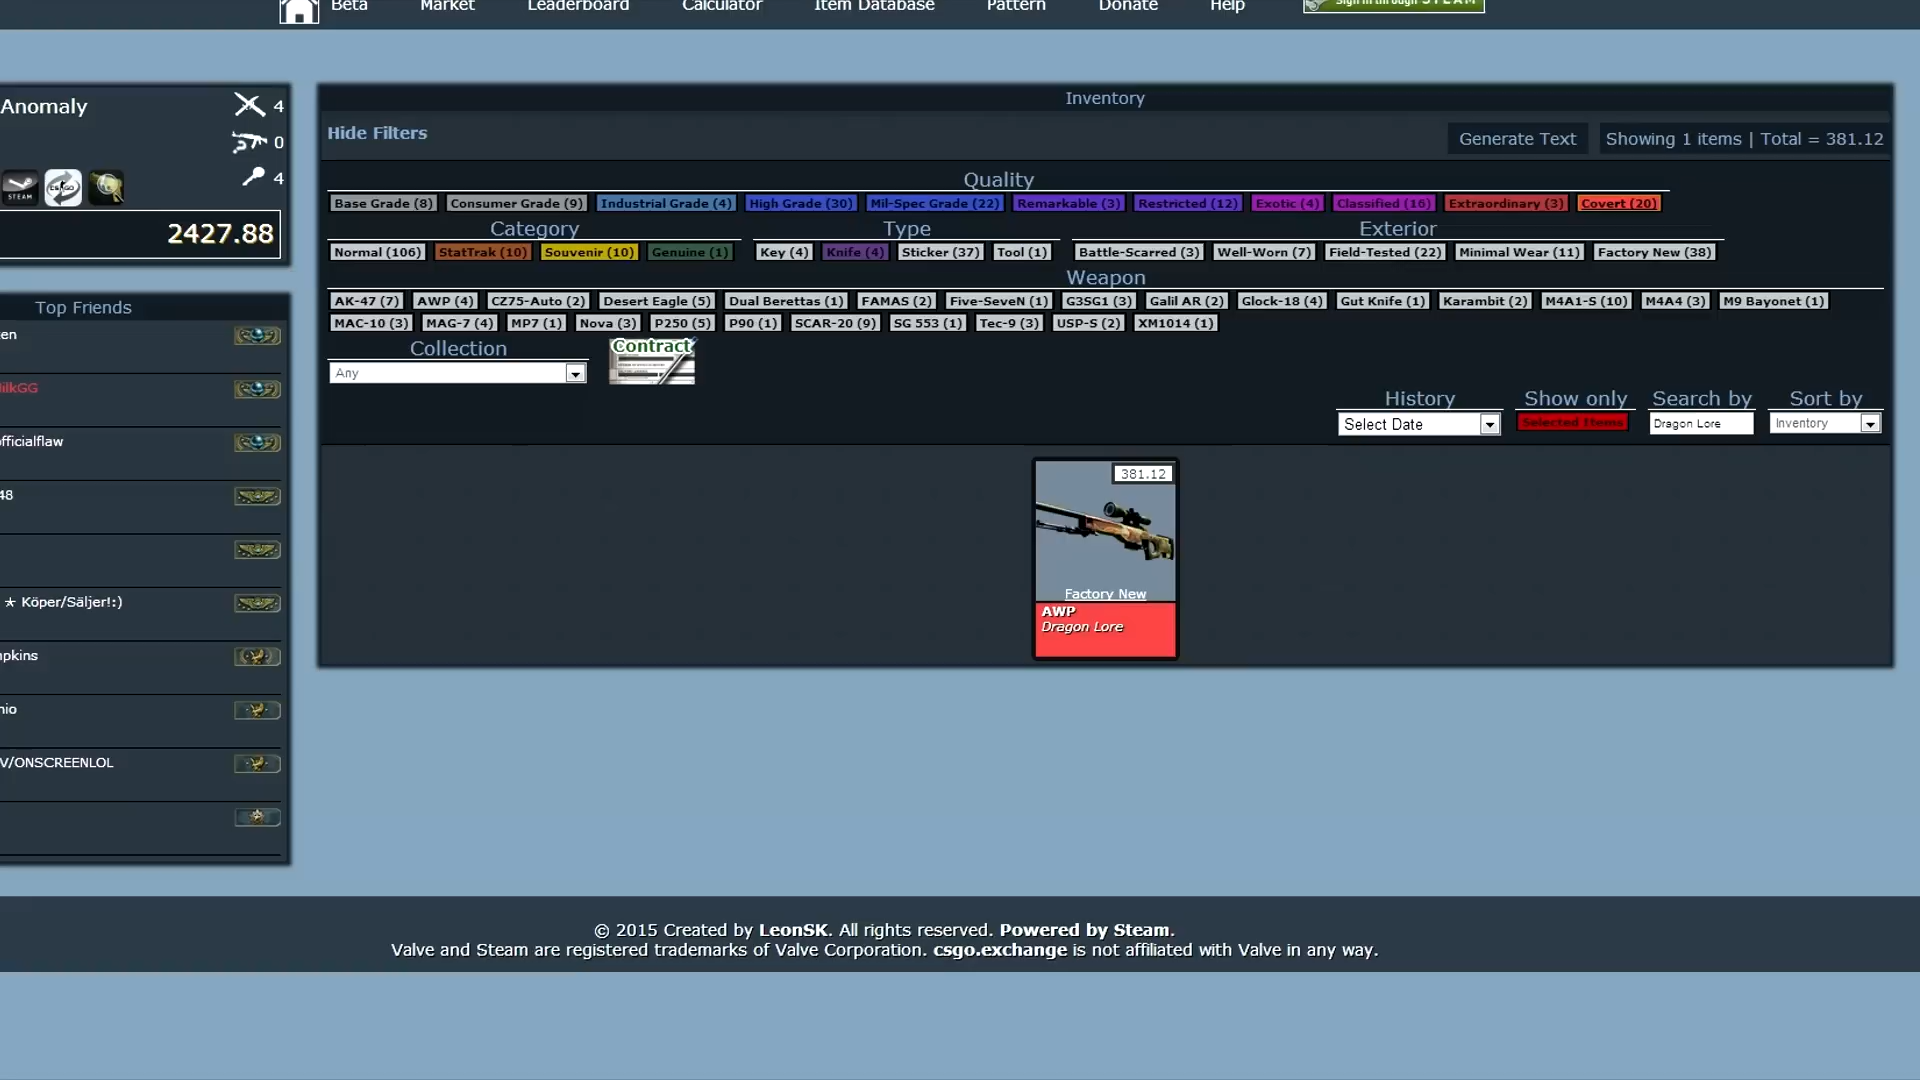 Beta Market Leaderboard Calculator Item Database Pattern Donate Help Sign in through STEAM
Anomaly
4
0
4
STEAM
2427.88
Top Friends
en
ilkGG
fficialflaw
48
★ Köper/Säljer!:)
pkins
nio
V/ONSCREENLOL
Inventory
Hide Filters
Generate Text
Showing 1 items | Total = 381.12
Quality
Base Grade (8) Consumer Grade (9) Industrial Grade (4) High Grade (30) Mil-Spec Grade (22) Remarkable (3) Restricted (12) Exotic (4) Classified (16) Extraordinary (3) Covert (20)
Category Type Exterior
Normal (106) StatTrak (10) Souvenir (10) Genuine (1) Key (4) Knife (4) Sticker (37) Tool (1) Battle-Scarred (3) Well-Worn (7) Field-Tested (22) Minimal Wear (11) Factory New (38)
Weapon
AK-47 (7) AWP (4) CZ75-Auto (2) Desert Eagle (5) Dual Berettas (1) FAMAS (2) Five-SeveN (1) G3SG1 (3) Galil AR (2) Glock-18 (4) Gut Knife (1) Karambit (2) M4A1-S (10) M4A4 (3) M9 Bayonet (1)
MAC-10 (3) MAG-7 (4) MP7 (1) Nova (3) P250 (5) P90 (1) SCAR-20 (9) SG 553 (1) Tec-9 (3) USP-S (2) XM1014 (1)
Collection
Any
Contract
History Show only Search by Sort by
Select Date Selected Items Dragon Lore Inventory
381.12
Factory New
AWP
Dragon Lore
© 2015 Created by LeonSK. All rights reserved. Powered by Steam.
Valve and Steam are registered trademarks of Valve Corporation. csgo.exchange is not affiliated with Valve in any way.